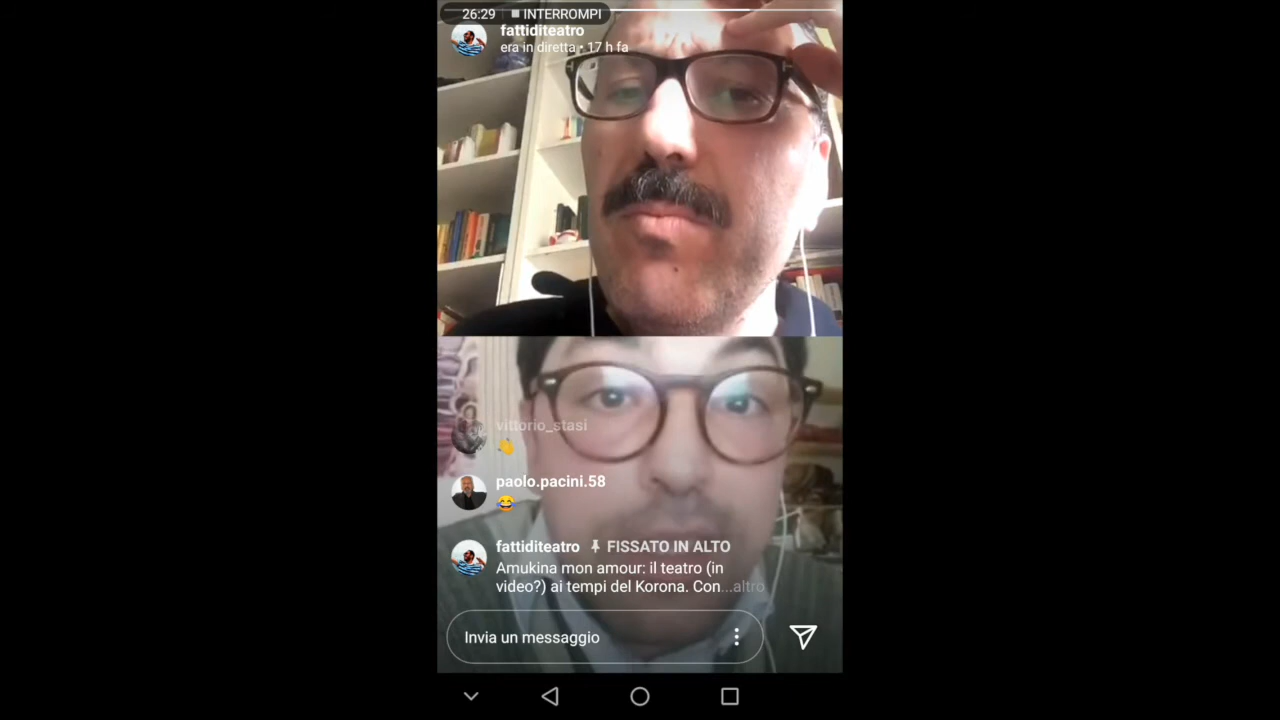 26:29 INTERROMPI
fattiditeatro
era in diretta • 17 h fa
vittorio_stasi
👏
paolo.pacini.58
😂
fattiditeatro FISSATO IN ALTO
Amukina mon amour: il teatro (in
video?) ai tempi del Korona. Con...altro
Invia un messaggio